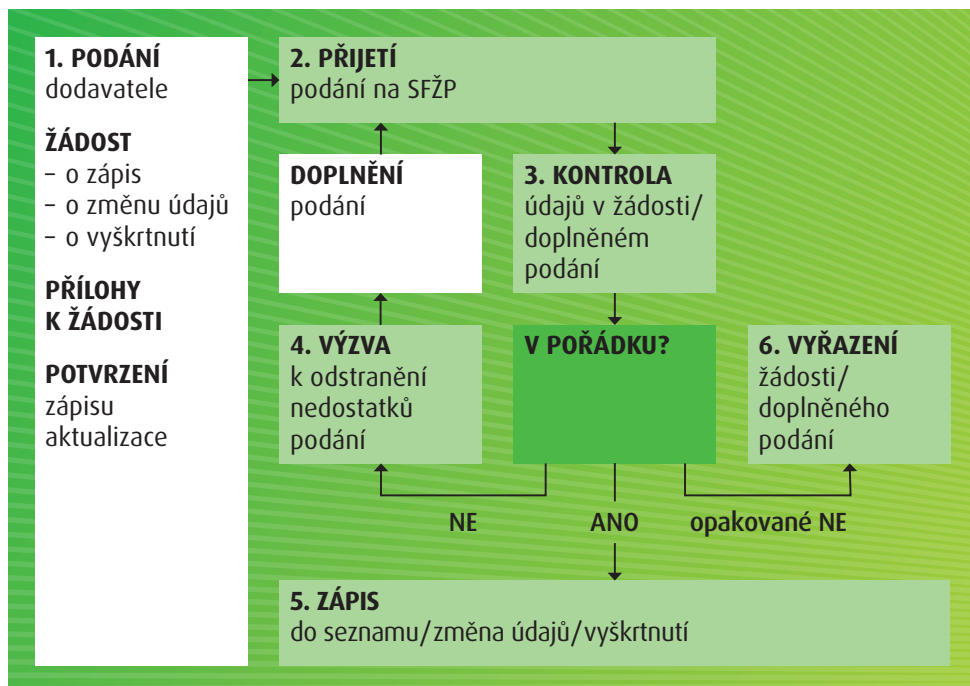 1. PODÁNÍ
dodavatele
ŽÁDOST
– o zápis
– o změnu údajů
– o vyškrtnutí
PŘÍLOHY
K ŽÁDOSTI
POTVRZENÍ
zápisu
aktualizace
2. PŘIJETÍ
podání na SFŽP
DOPLNĚNÍ
podání
3. KONTROLA
údajů v žádosti/
doplněném
podání
4. VÝZVA
k odstranění
nedostatků
podání
V POŘÁDKU?
6. VYŘAZENÍ
žádosti/
doplněného
podání
NE
ANO
opakované NE
5. ZÁPIS
do seznamu/změna údajů/vyškrtnutí